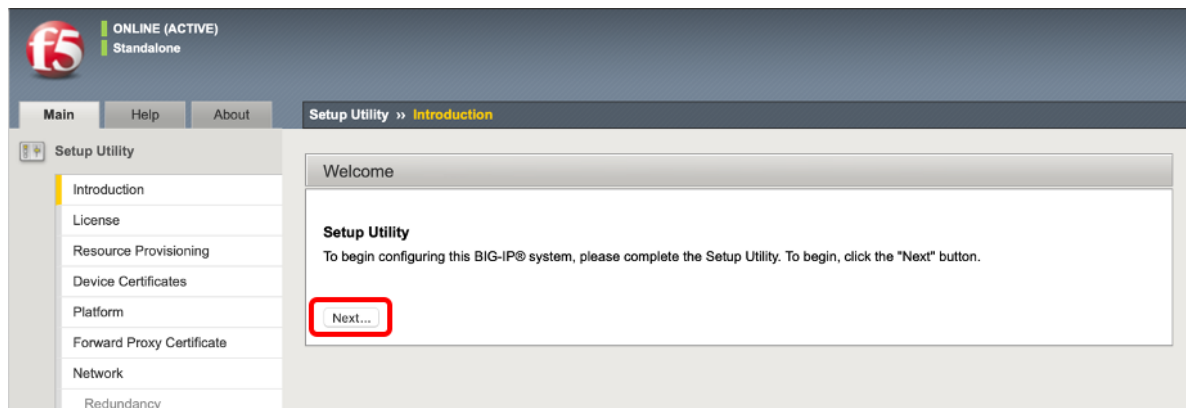 f5
ONLINE (ACTIVE)
Standalone
Main
Help
About
Setup Utility ›› Introduction
Setup Utility
Introduction
License
Resource Provisioning
Device Certificates
Platform
Forward Proxy Certificate
Network
Redundancy
Welcome
Setup Utility
To begin configuring this BIG-IP® system, please complete the Setup Utility. To begin, click the "Next" button.
Next...